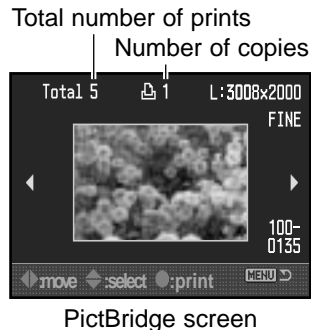 Total number of prints
Number of copies
Total 5 1 L:3008x2000
FINE
100-
0135
:move :select :print MENU
PictBridge screen